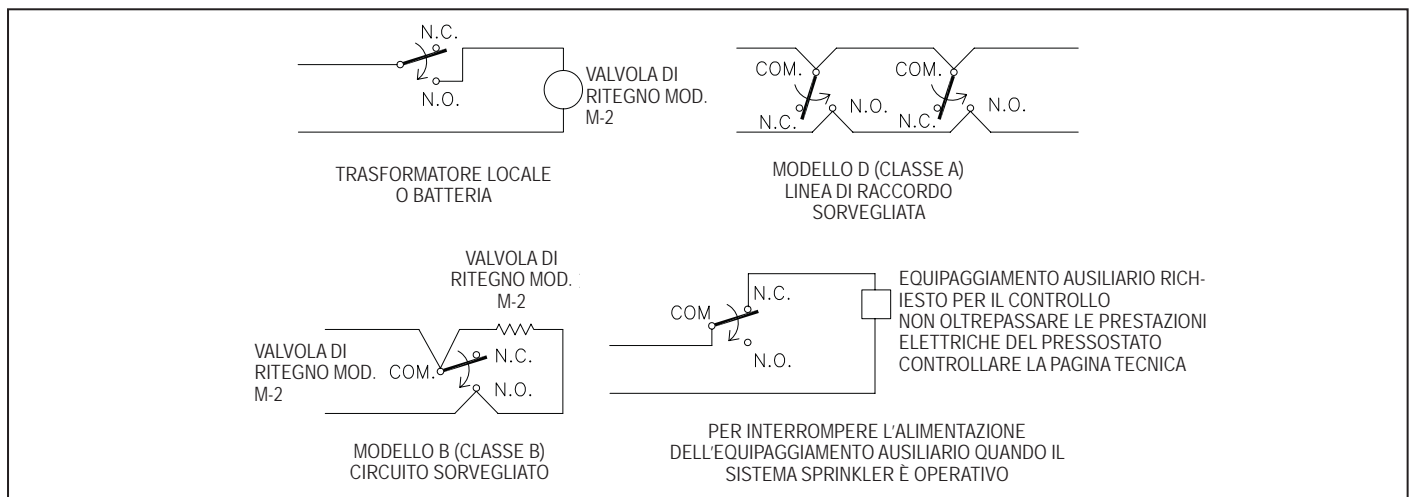 N.C.
N.O.
VALVOLA DI
RITEGNO MOD.
M-2
TRASFORMATORE LOCALE
O BATTERIA
COM.
N.C.
N.O.
COM.
N.C.
N.O.
MODELLO D (CLASSE A)
LINEA DI RACCORDO
SORVEGLIATA
VALVOLA DI
RITEGNO MOD.
M-2
VALVOLA DI
RITEGNO MOD.
M-2
COM.
N.C.
N.O.
MODELLO B (CLASSE B)
CIRCUITO SORVEGLIATO
COM
N.C.
N.O.
EQUIPAGGIAMENTO AUSILIARIO RICH-
IESTO PER IL CONTROLLO
NON OLTREPASSARE LE PRESTAZIONI
ELETTRICHE DEL PRESSOSTATO
CONTROLLARE LA PAGINA TECNICA
PER INTERROMPERE L'ALIMENTAZIONE
DELL'EQUIPAGGIAMENTO AUSILIARIO QUANDO IL
SISTEMA SPRINKLER È OPERATIVO